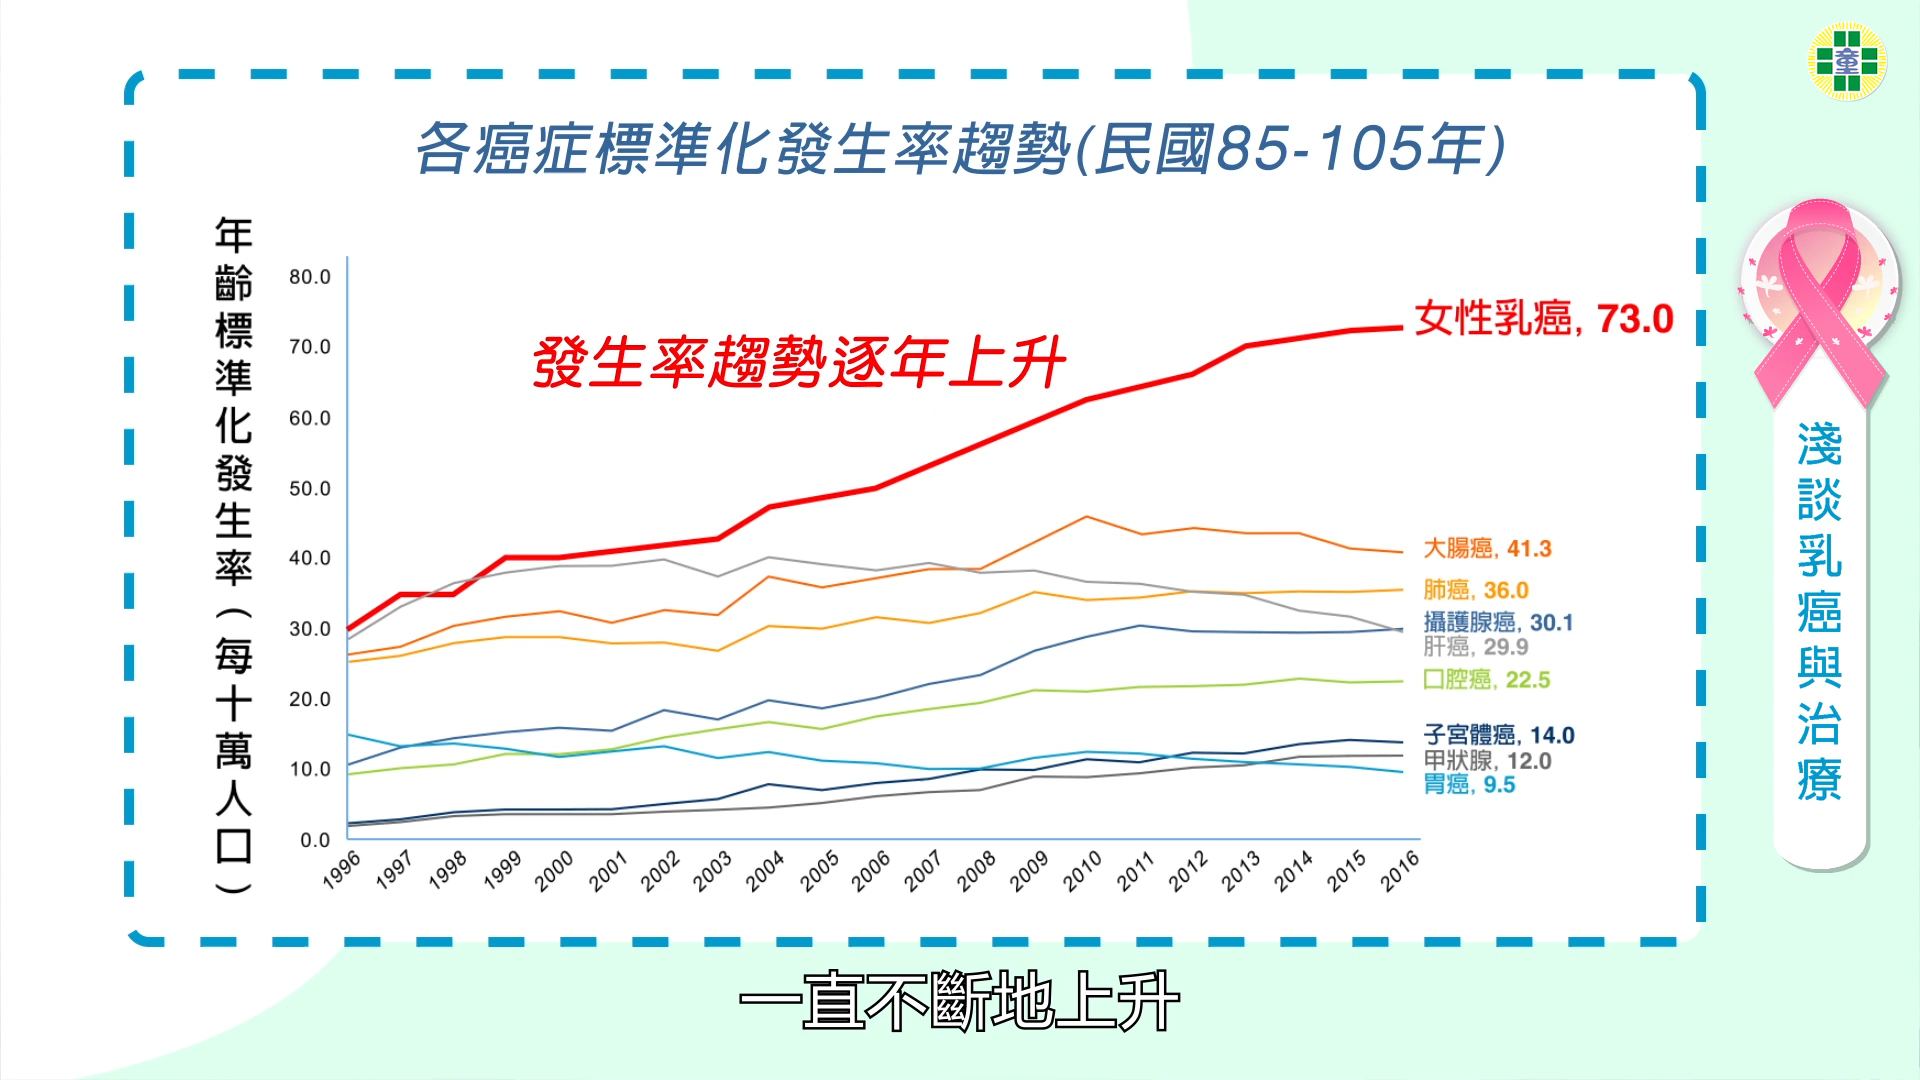 童
各癌症標準化發生率趨勢(民國85-105年)
年齡標準化發生率（每十萬人口）
80.0
70.0
60.0
50.0
40.0
30.0
20.0
10.0
0.0
發生率趨勢逐年上升
女性乳癌, 73.0
大腸癌, 41.3
肺癌, 36.0
攝護腺癌, 30.1
肝癌, 29.9
口腔癌, 22.5
子宮體癌, 14.0
甲狀腺, 12.0
胃癌, 9.5
1996 1997 1998 1999 2000 2001 2002 2003 2004 2005 2006 2007 2008 2009 2010 2011 2012 2013 2014 2015 2016
淺談乳癌與治療
一直不斷地上升